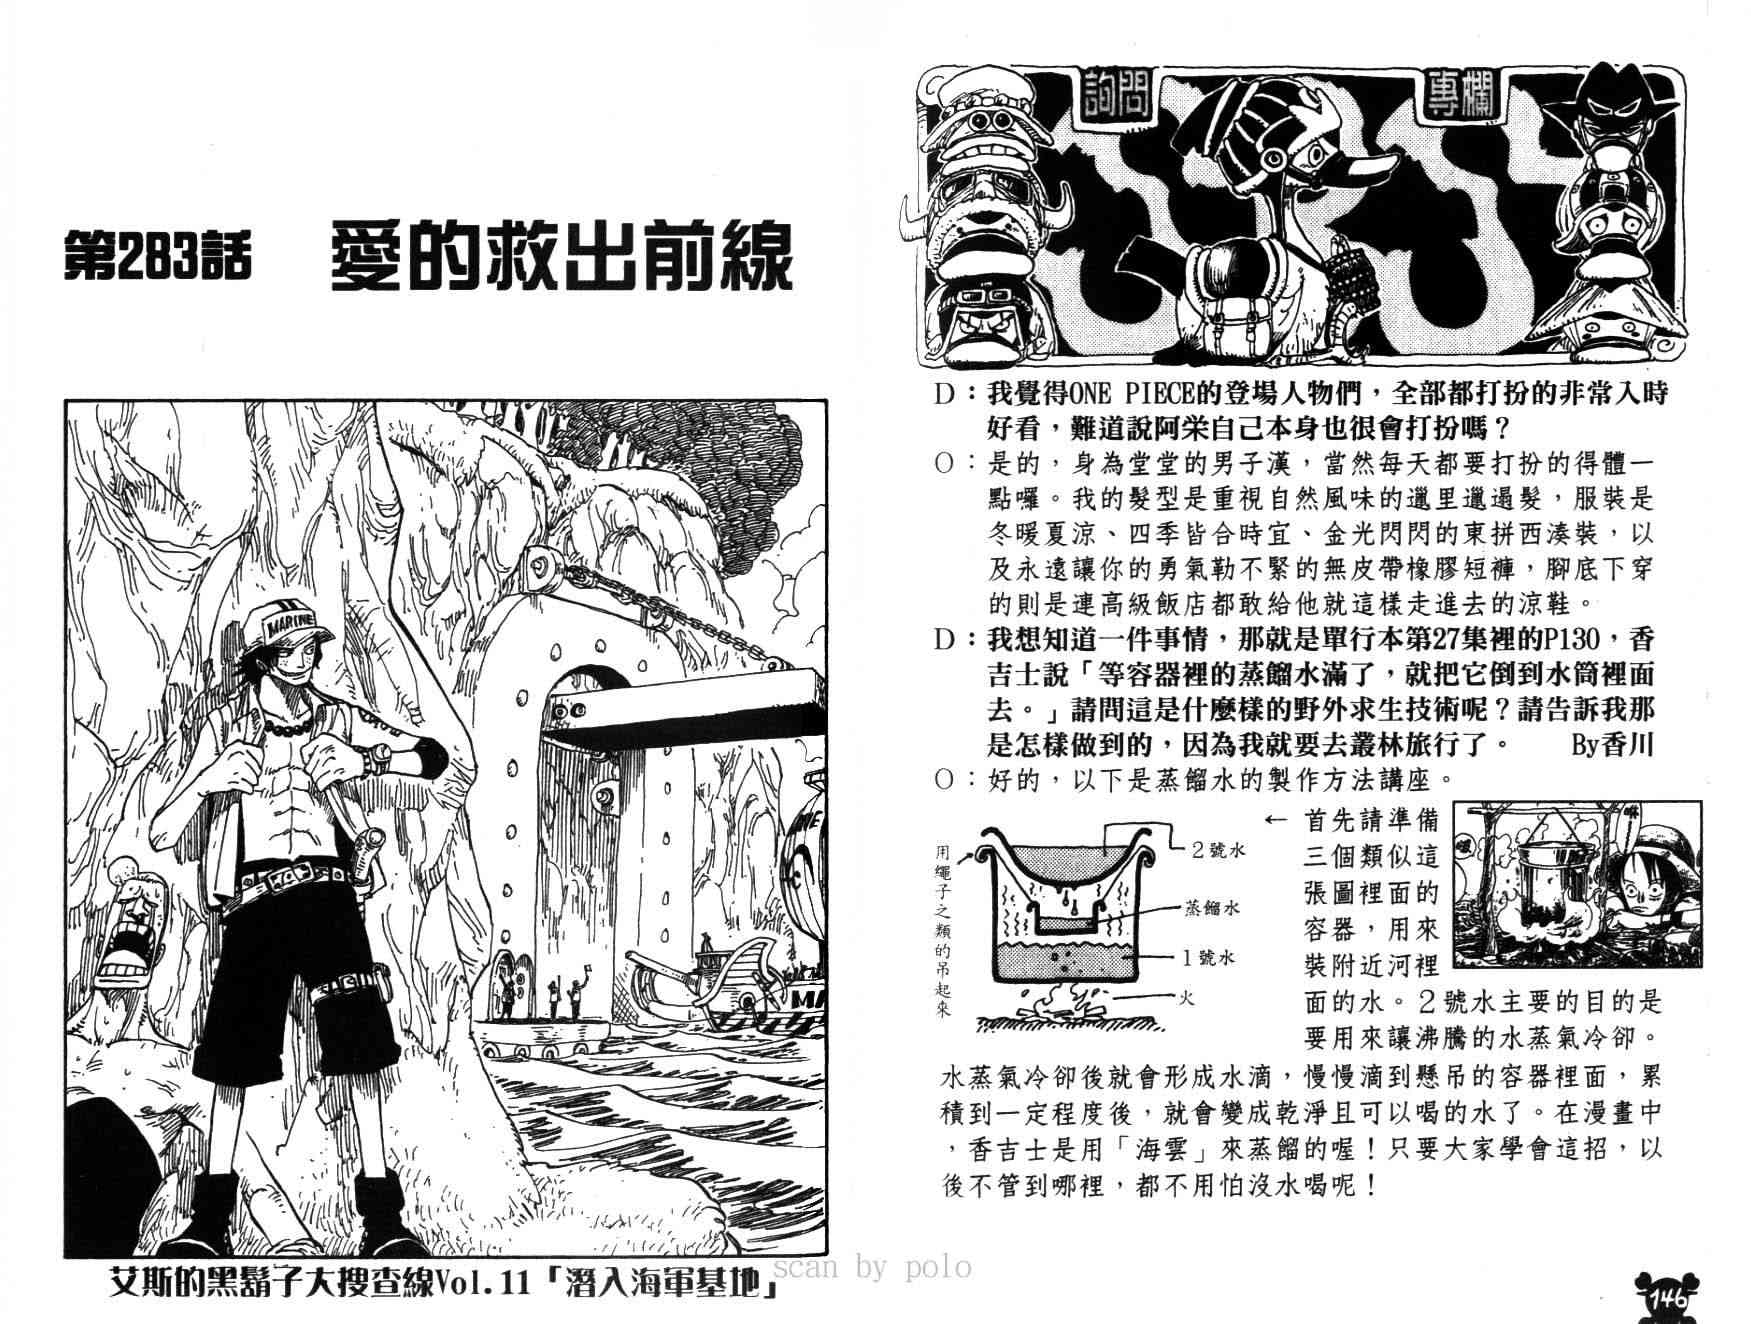 詢問 專欄
D：我覺得ONE PIECE的登場人物們，全部都打扮的非常入時
好看，難道說阿栄自己本身也很會打扮嗎？
O：是的，身為堂堂的男子漢，當然每天都要打扮的得體一
點囉。我的髮型是重視自然風味的邋里邋遢髮，服裝是
冬暖夏涼、四季皆合時宜、金光閃閃的東拼西湊裝，以
及永遠讓你的勇氣勒不緊的無皮帶橡膠短褲，腳底下穿
的則是連高級飯店都敢給他就這樣走進去的涼鞋。
D：我想知道一件事情，那就是單行本第27集裡的P130，香
吉士說「等容器裡的蒸餾水滿了，就把它倒到水筒裡面
去。」請問這是什麼樣的野外求生技術呢？請告訴我那
是怎樣做到的，因為我就要去叢林旅行了。 By香川
O：好的，以下是蒸餾水的製作方法講座。
用繩子之類的吊起來
2號水
蒸餾水
1號水
火
← 首先請準備
三個類似這
張圖裡面的
容器，用來
裝附近河裡
面的水。２號水主要的目的是
要用來讓沸騰的水蒸氣冷卻。
水蒸氣冷卻後就會形成水滴，慢慢滴到懸吊的容器裡面，累
積到一定程度後，就會變成乾淨且可以喝的水了。在漫畫中
，香吉士是用「海雲」來蒸餾的喔！只要大家學會這招，以
後不管到哪裡，都不用怕沒水喝呢！
146
第283話 愛的救出前線
MARINE
MA
艾斯的黑鬍子大搜查線Vol.11「潛入海軍基地」
scan by polo